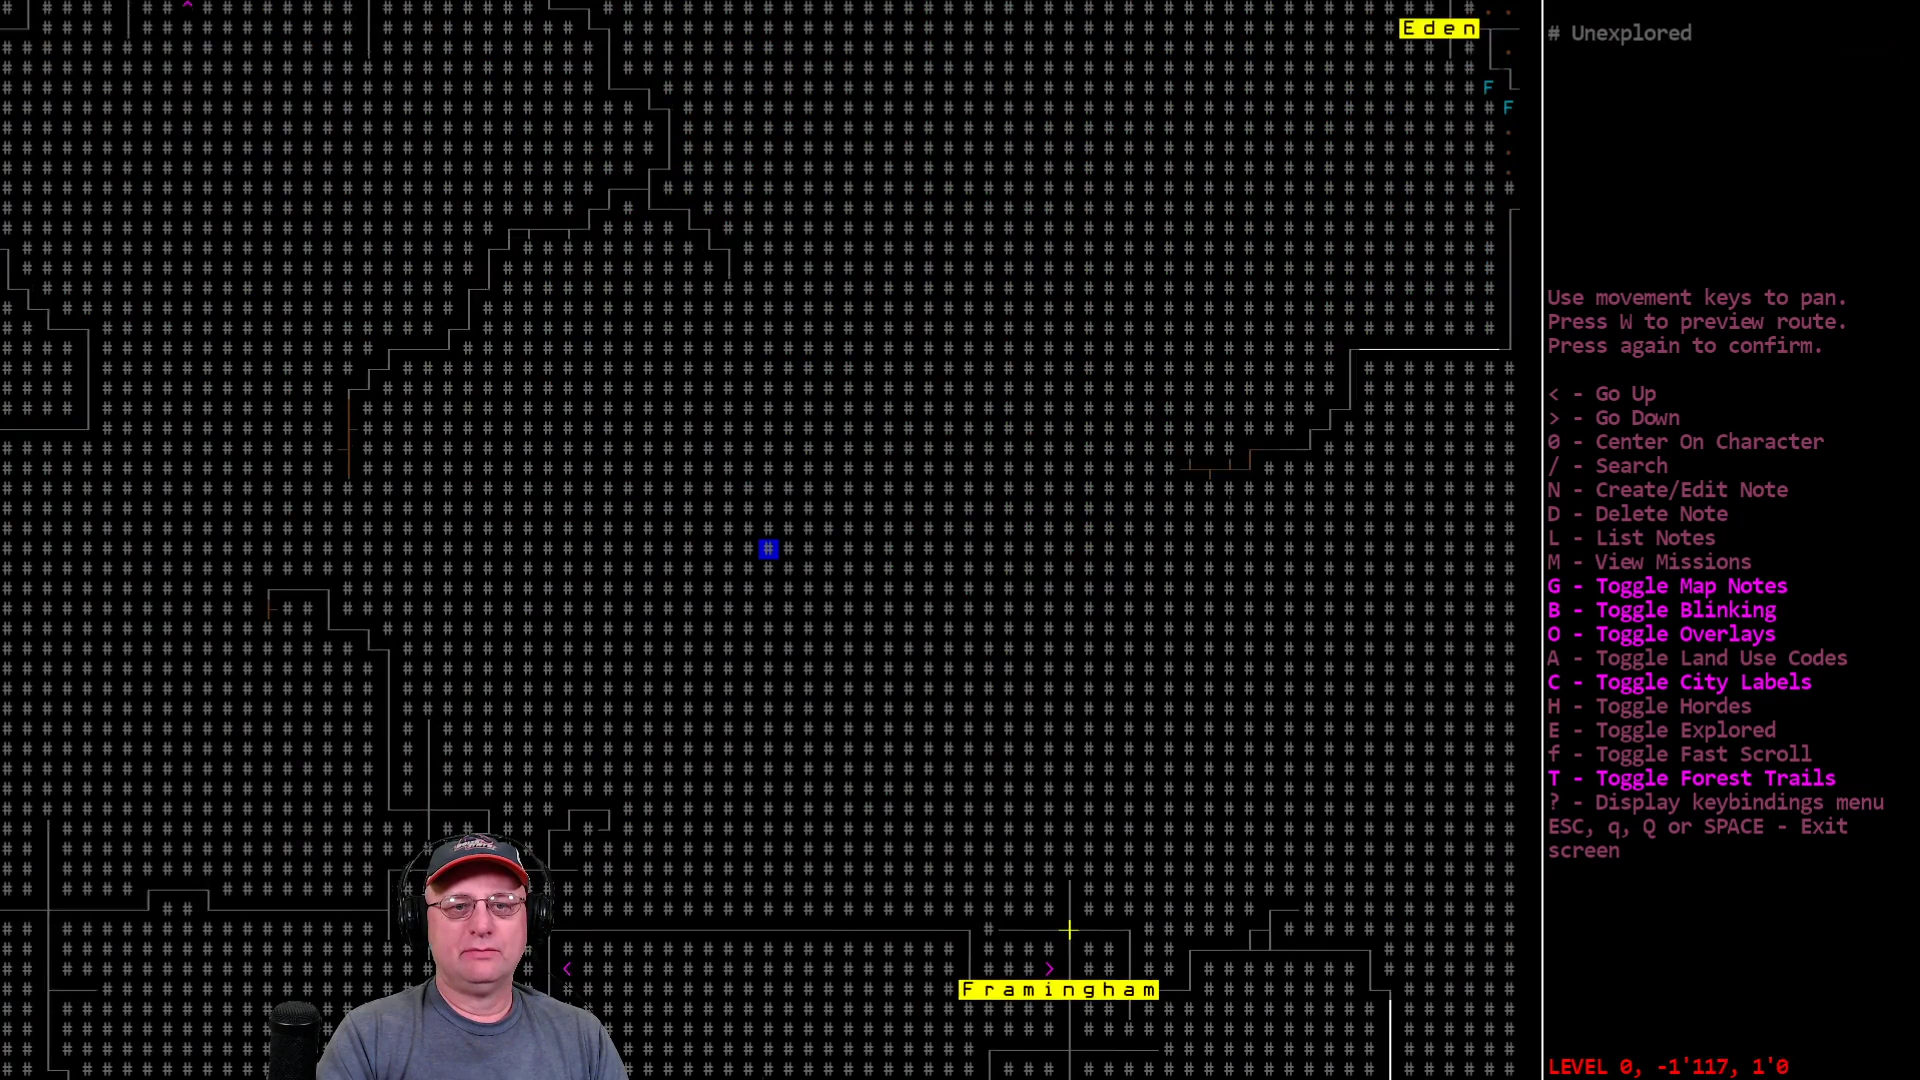 Eden
# Unexplored
F
F
Use movement keys to pan.
Press W to preview route.
Press again to confirm.
< - Go Up
> - Go Down
0 - Center On Character
/ - Search
N - Create/Edit Note
D - Delete Note
L - List Notes
M - View Missions
G - Toggle Map Notes
B - Toggle Blinking
O - Toggle Overlays
A - Toggle Land Use Codes
C - Toggle City Labels
H - Toggle Hordes
E - Toggle Explored
f - Toggle Fast Scroll
T - Toggle Forest Trails
? - Display keybindings menu
ESC, q, Q or SPACE - Exit
screen
Framingham
LEVEL 0, -1'117, 1'0